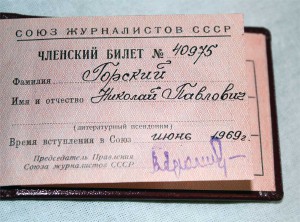 СОЮЗ ЖУРНАЛИСТОВ СССР
ЧЛЕНСКИЙ БИЛЕТ № 40975
Фамилия Горский
Имя и отчество Николай Павлович
(литературный псевдоним)
Время вступления в Союз июнь 1969 г.
Председатель Правления
Союза журналистов СССР